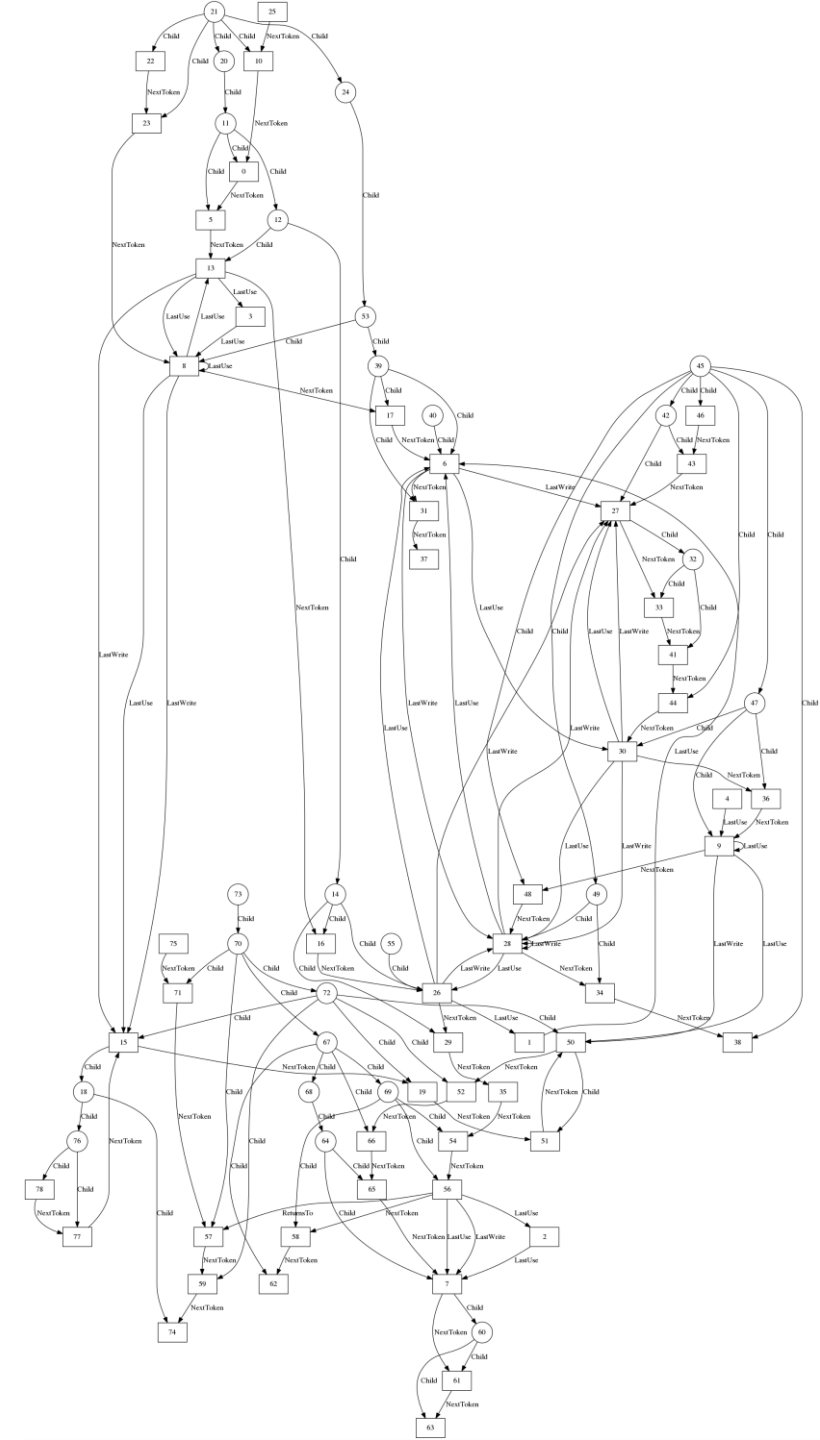 21 25
Child Child Child Child NextToken Child
22 20 10
Child
24
NextToken Child
23 11 NextToken
Child
Child 0 Child
Child NextToken
5 12
NextToken NextToken Child
13
LastUse
LastUse LastUse 3 53
LastUse Child Child
8 LastUse 39 45
NextToken Child Child Child
17 40 42 46
Child NextToken Child Child Child NextToken
6 43
NextToken LastWrite Child NextToken
31 27
NextToken Child
37 NextToken 32
Child Child
Child 33 Child
NextToken LastUse Child Child LastUse LastWrite NextToken Child
41
LastWrite NextToken
44 47
LastUse LastWrite LastWrite LastUse LastUse LastWrite NextToken Child Child
30 LastUse
LastWrite NextToken Child
Child
4 36
LastUse LastUse LastWrite LastUse NextToken
9 LastUse
NextToken
73 14 48 49
Child Child NextToken Child
75 70 16 55 28 LastWrite LastWrite LastUse
NextToken Child Child Child NextToken Child Child LastWrite LastUse NextToken Child
71 72 26 34
Child Child NextToken LastUse NextToken
15 67 29 1 50 38
Child NextToken Child Child Child Child Child NextToken NextToken
18 68 69 19 52 35
Child NextToken Child Child Child NextToken Child NextToken NextToken NextToken Child
76 64 66 54 51
Child Child Child Child NextToken Child NextToken
78 65 56
NextToken Child Child Child ReturnsTo NextToken LastUse
77 57 58 Child NextToken LastUse LastWrite 2
NextToken NextToken LastUse
59 62 7
NextToken Child
74 NextToken 60
Child Child
61
NextToken
63